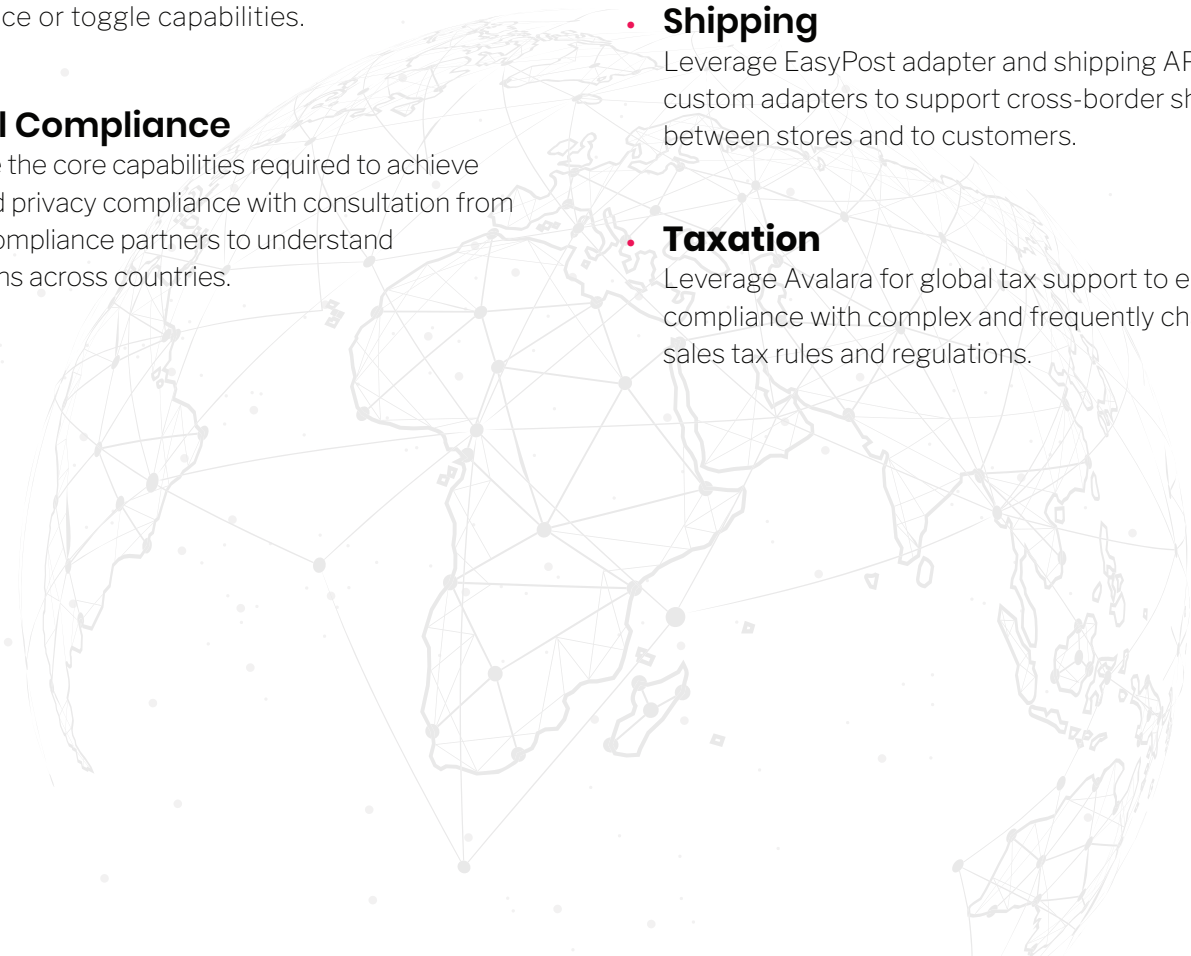 ce or toggle capabilities.
l Compliance
e the core capabilities required to achieve
d privacy compliance with consultation from
ompliance partners to understand
ns across countries.
• Shipping
Leverage EasyPost adapter and shipping AP
custom adapters to support cross-border sh
between stores and to customers.
• Taxation
Leverage Avalara for global tax support to e
compliance with complex and frequently ch
sales tax rules and regulations.